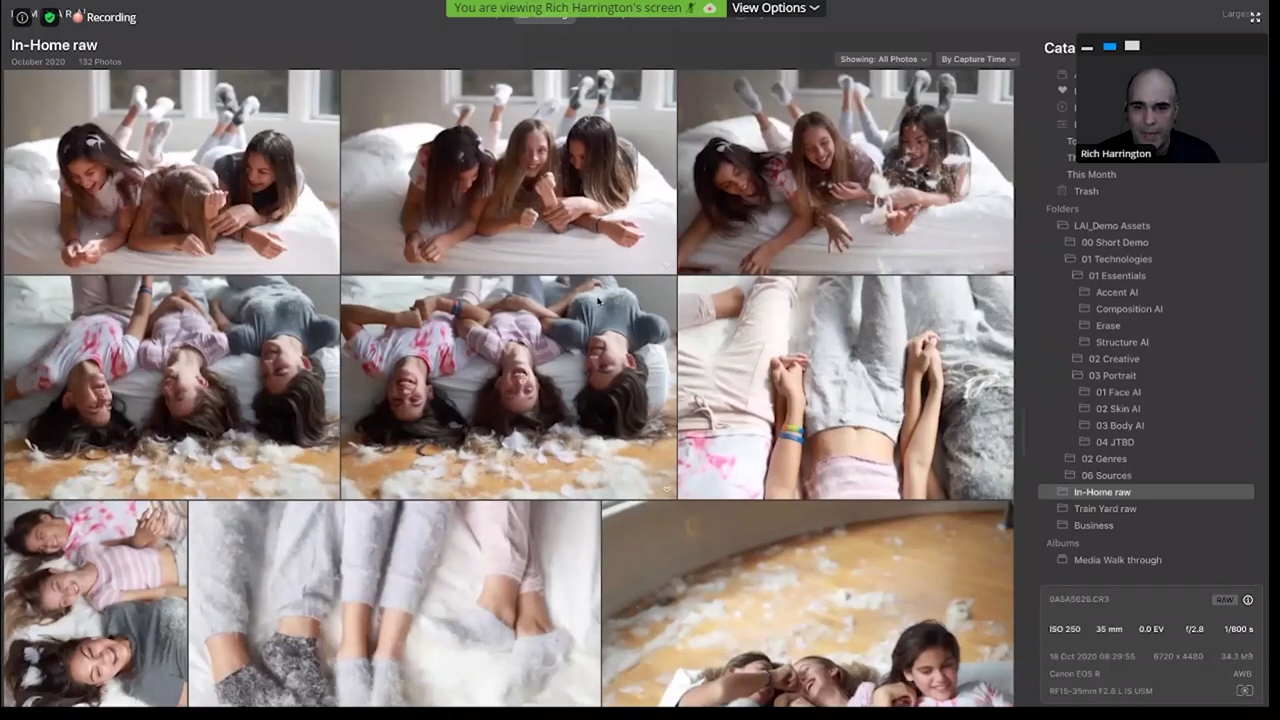 Recording
You are viewing Rich Harrington's screen
View Options
In-Home raw
October 2020 132 Photos
Showing: All Photos
By Capture Time
Rich Harrington
This Month
Trash
Folders
LAI_Demo Assets
00 Short Demo
01 Technologies
01 Essentials
Accent AI
Composition AI
Erase
Structure AI
02 Creative
03 Portrait
01 Face AI
02 Skin AI
03 Body AI
04 JTBD
02 Genres
06 Sources
In-Home raw
Train Yard raw
Business
Albums
Media Walk through
0A5A5626.CR3 RAW
ISO 250 35 mm 0.0 EV f/2.8 1/800 s
18 Oct 2020 08:29:55 6720 x 4480 34.3 MB
Canon EOS R AWB
RF15-35mm F2.8 L IS USM